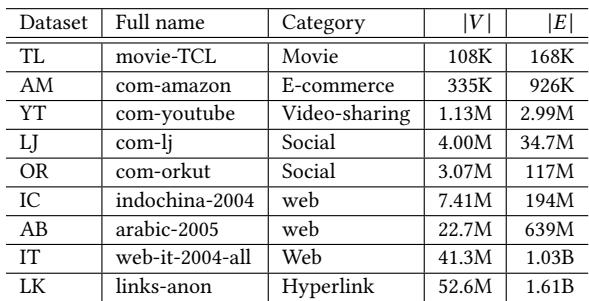 Dataset Full name Category |V| |E|
TL movie-TCL Movie 108K 168K
AM com-amazon E-commerce 335K 926K
YT com-youtube Video-sharing 1.13M 2.99M
LJ com-lj Social 4.00M 34.7M
OR com-orkut Social 3.07M 117M
IC indochina-2004 web 7.41M 194M
AB arabic-2005 web 22.7M 639M
IT web-it-2004-all Web 41.3M 1.03B
LK links-anon Hyperlink 52.6M 1.61B